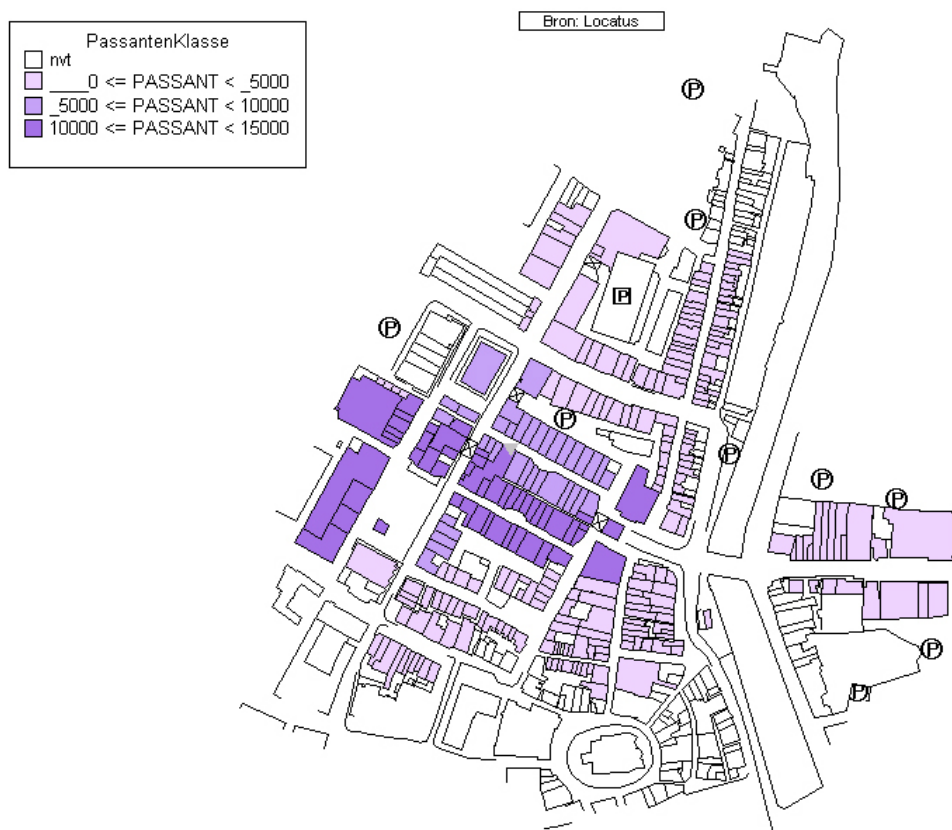 Bron: Locatus
PassantenKlasse
nvt
____0 <= PASSANT < _5000
_5000 <= PASSANT < 10000
10000 <= PASSANT < 15000
P
P
P
P
P
P
P
P
P
P